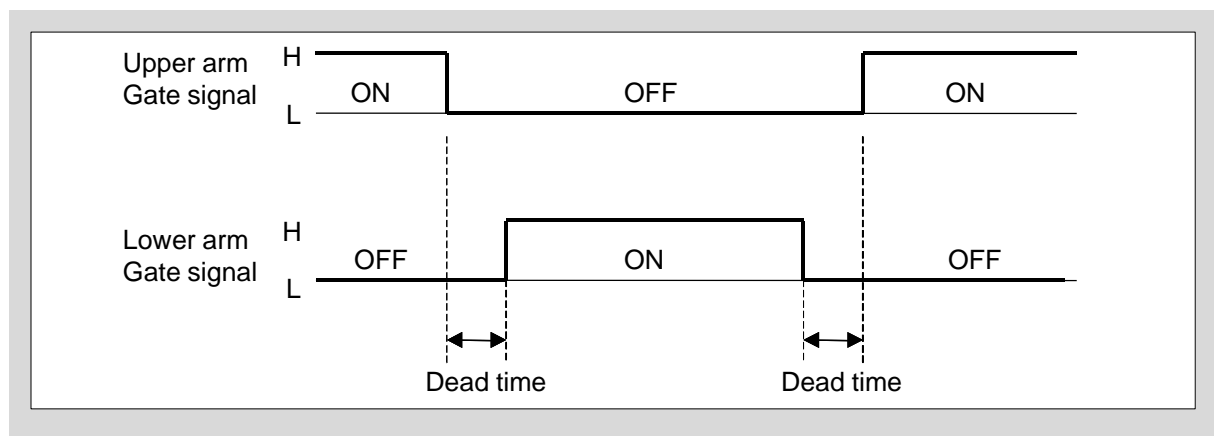 Upper arm
Gate signal
H
L
ON
OFF
ON
Lower arm
Gate signal
H
L
OFF
ON
OFF
Dead time
Dead time